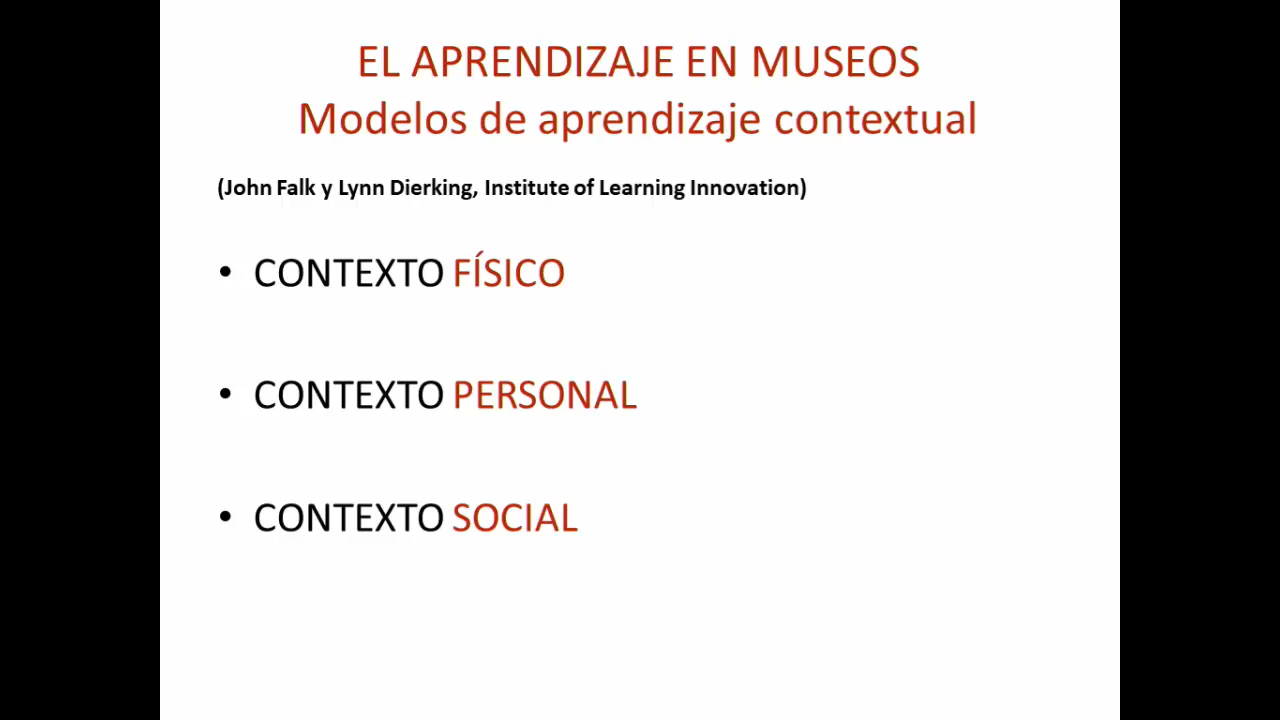 EL APRENDIZAJE EN MUSEOS
Modelos de aprendizaje contextual
(John Falk y Lynn Dierking, Institute of Learning Innovation)
• CONTEXTO FÍSICO
• CONTEXTO PERSONAL
• CONTEXTO SOCIAL